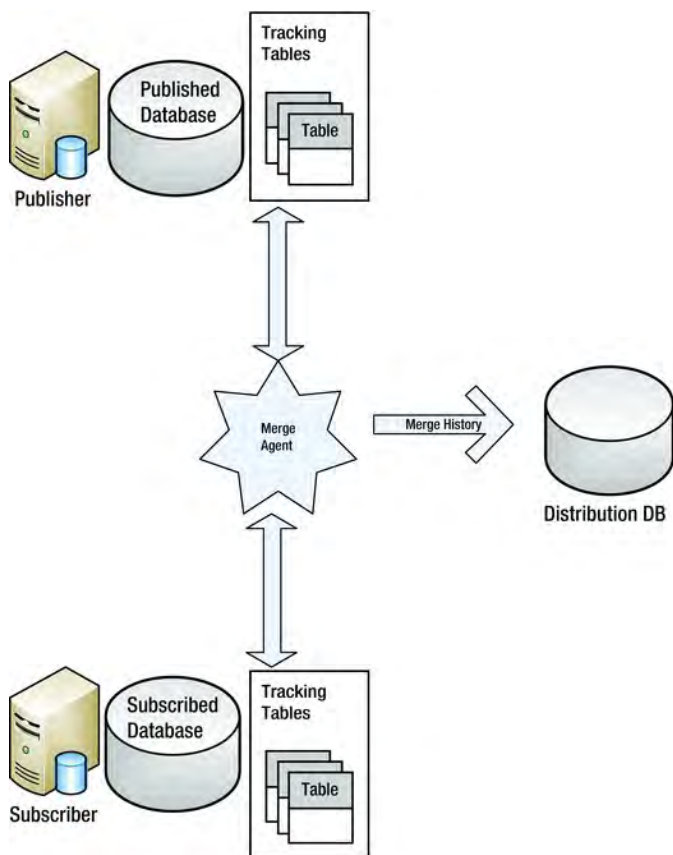 Tracking
Tables
Published
Database
Table
Publisher
Merge
Agent
Merge History
Distribution DB
Tracking
Tables
Subscribed
Database
Table
Subscriber